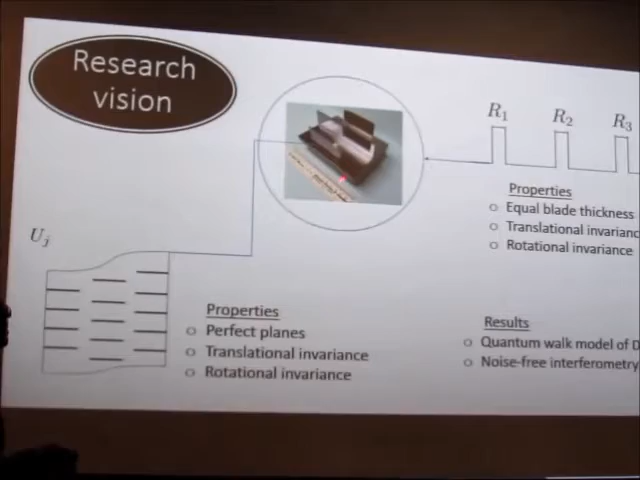 Research
vision
R₁
R₂
R₃
Properties
Equal blade thickness
Translational
Rotational invariance
Uⱼ
Properties
Perfect planes
Translational invariance
Rotational invariance
Results
Quantum walk model of
Noise-free interferometry